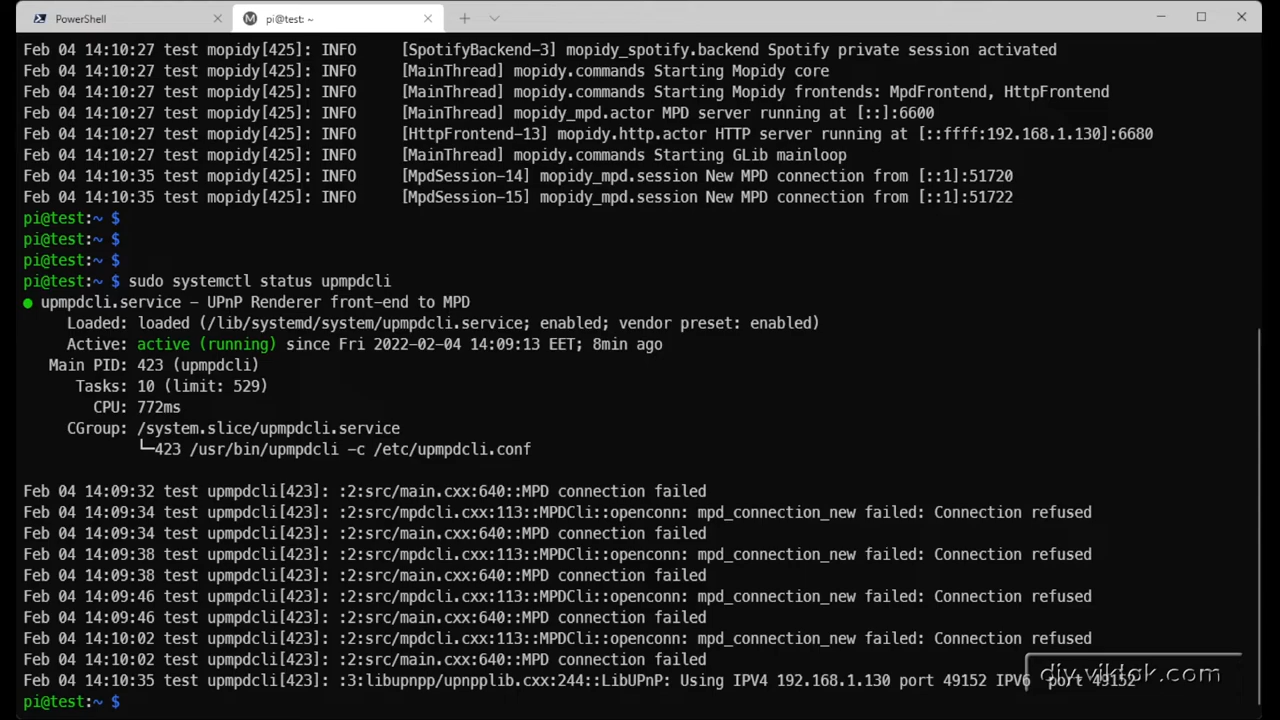 PowerShell
pi@test: ~
Feb 04 14:10:27 test mopidy[425]: INFO     [SpotifyBackend-3] mopidy_spotify.backend Spotify private session activated
Feb 04 14:10:27 test mopidy[425]: INFO     [MainThread] mopidy.commands Starting Mopidy core
Feb 04 14:10:27 test mopidy[425]: INFO     [MainThread] mopidy.commands Starting Mopidy frontends: MpdFrontend, HttpFrontend
Feb 04 14:10:27 test mopidy[425]: INFO     [MainThread] mopidy_mpd.actor MPD server running at [::]:6600
Feb 04 14:10:27 test mopidy[425]: INFO     [HttpFrontend-13] mopidy.http.actor HTTP server running at [::ffff:192.168.1.130]:6680
Feb 04 14:10:27 test mopidy[425]: INFO     [MainThread] mopidy.commands Starting GLib mainloop
Feb 04 14:10:35 test mopidy[425]: INFO     [MpdSession-14] mopidy_mpd.session New MPD connection from [::1]:51720
Feb 04 14:10:35 test mopidy[425]: INFO     [MpdSession-15] mopidy_mpd.session New MPD connection from [::1]:51722
pi@test:~ $
pi@test:~ $
pi@test:~ $
pi@test:~ $ sudo systemctl status upmpdcli
● upmpdcli.service - UPnP Renderer front-end to MPD
     Loaded: loaded (/lib/systemd/system/upmpdcli.service; enabled; vendor preset: enabled)
     Active: active (running) since Fri 2022-02-04 14:09:13 EET; 8min ago
   Main PID: 423 (upmpdcli)
      Tasks: 10 (limit: 529)
        CPU: 772ms
     CGroup: /system.slice/upmpdcli.service
             └─423 /usr/bin/upmpdcli -c /etc/upmpdcli.conf
Feb 04 14:09:32 test upmpdcli[423]: :2:src/main.cxx:640::MPD connection failed
Feb 04 14:09:34 test upmpdcli[423]: :2:src/mpdcli.cxx:113::MPDCli::openconn: mpd_connection_new failed: Connection refused
Feb 04 14:09:34 test upmpdcli[423]: :2:src/main.cxx:640::MPD connection failed
Feb 04 14:09:38 test upmpdcli[423]: :2:src/mpdcli.cxx:113::MPDCli::openconn: mpd_connection_new failed: Connection refused
Feb 04 14:09:38 test upmpdcli[423]: :2:src/main.cxx:640::MPD connection failed
Feb 04 14:09:46 test upmpdcli[423]: :2:src/mpdcli.cxx:113::MPDCli::openconn: mpd_connection_new failed: Connection refused
Feb 04 14:09:46 test upmpdcli[423]: :2:src/main.cxx:640::MPD connection failed
Feb 04 14:10:02 test upmpdcli[423]: :2:src/mpdcli.cxx:113::MPDCli::openconn: mpd_connection_new failed: Connection refused
Feb 04 14:10:02 test upmpdcli[423]: :2:src/main.cxx:640::MPD connection failed
Feb 04 14:10:35 test upmpdcli[423]: :3:libupnpp/upnpplib.cxx:244::LibUPnP: Using IPV4 192.168.1.130 port 49152 IPV6  port 49152
diy.viktak.com
pi@test:~ $